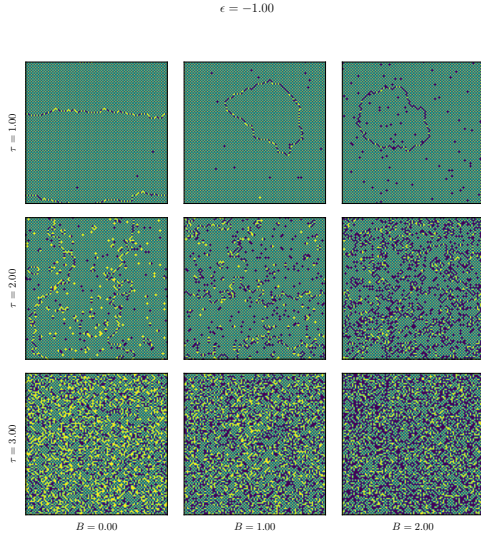 ϵ = −1.00
τ = 1.00
τ = 2.00
τ = 3.00
B = 0.00
B = 1.00
B = 2.00